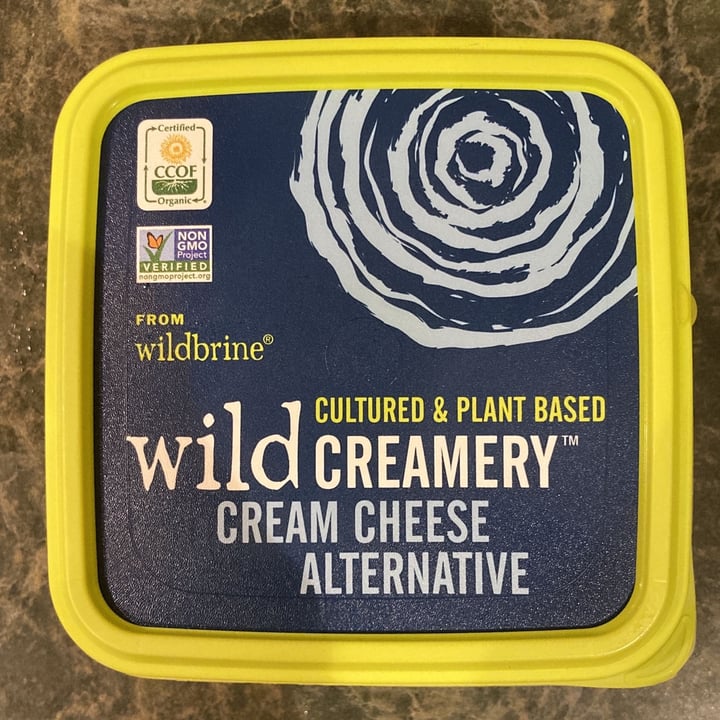 Certified
CCOF
Organic
NON
GMO
Project
VERIFIED
nongmoproject.org
FROM
wildbrine®
CULTURED & PLANT BASED
wild CREAMERY™
CREAM CHEESE
ALTERNATIVE